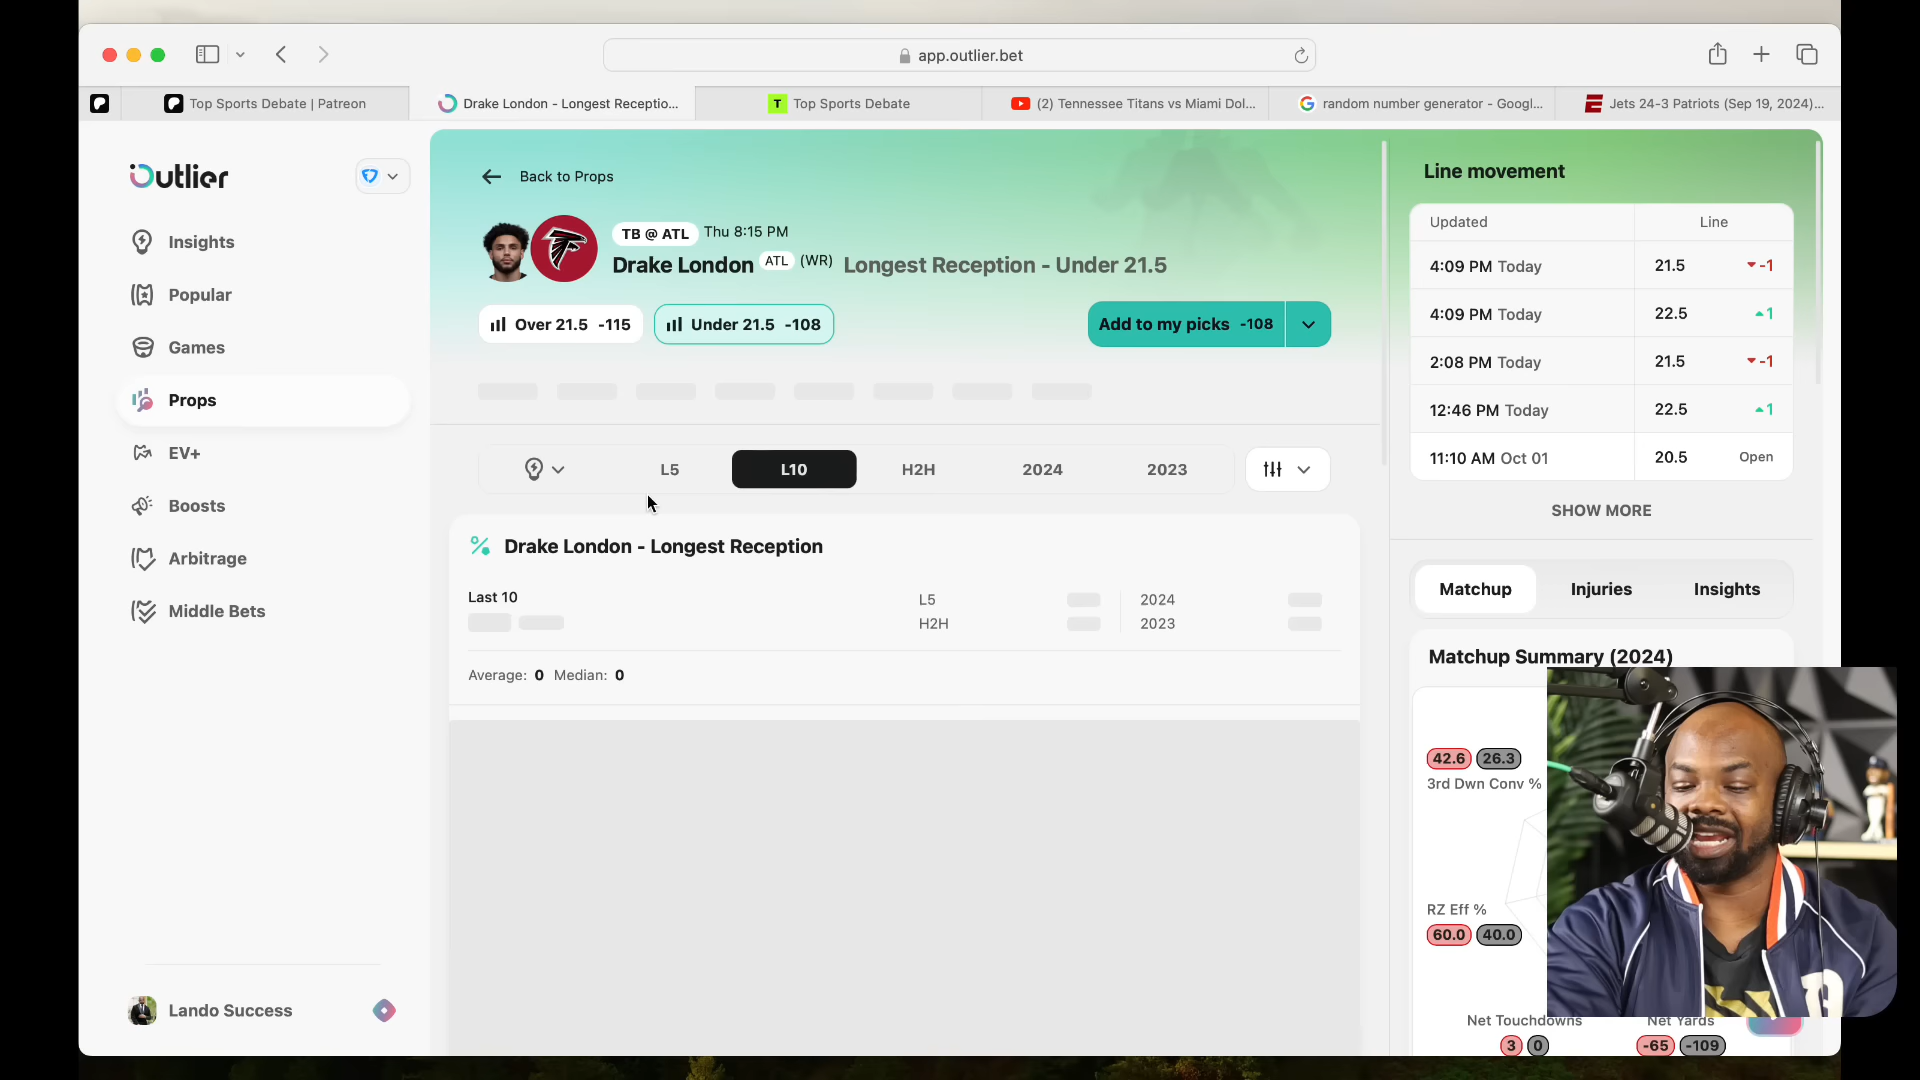 app.outlier.bet
Top Sports Debate | Patreon
Drake London - Longest Receptio...
Top Sports Debate
(2) Tennessee Titans vs Miami Dol...
random number generator - Googl...
Jets 24-3 Patriots (Sep 19, 2024)...
Outlier
Insights
Popular
Games
Props
EV+
Boosts
Arbitrage
Middle Bets
Lando Success
Back to Props
TB @ ATL Thu 8:15 PM
Drake London ATL (WR) Longest Reception - Under 21.5
Over 21.5 -115 Under 21.5 -108
Add to my picks -108
L5 L10 H2H 2024 2023
Drake London - Longest Reception
Last 10
L5 2024
H2H 2023
Average: 0 Median: 0
Line movement
Updated Line
4:09 PM Today 21.5 -1
4:09 PM Today 22.5 1
2:08 PM Today 21.5 -1
12:46 PM Today 22.5 1
11:10 AM Oct 01 20.5 Open
SHOW MORE
Matchup Injuries Insights
Matchup Summary (2024)
42.6 26.3
3rd Dwn Conv %
RZ Eff %
60.0 40.0
Net Touchdowns Net Yards
3 0 -65 -109